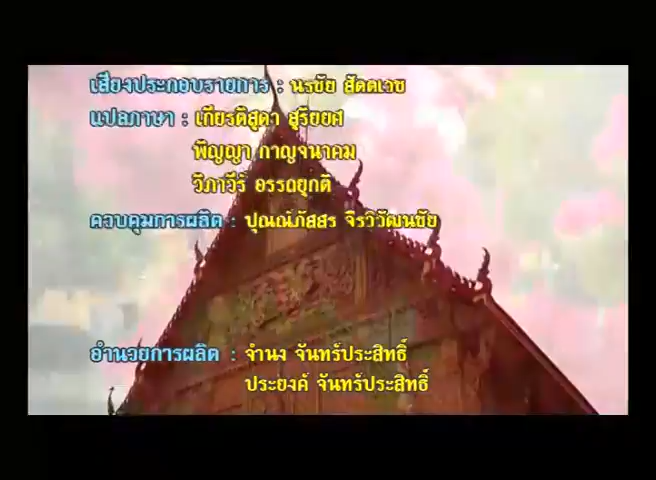 เสียงประกอบรายการ : นรชัย สัตตเวช
แปลภาษา : เกียรติสุดา สุริยยศ
พิญญา กาญจนาคม
วิภาวีร์ อรรถยุกติ
ควบคุมการผลิต : ปุณณ์ภัสสร จิรวิวัฒนชัย
อำนวยการผลิต : จำนง จันทร์ประสิทธิ์
ประยงค์ จันทร์ประสิทธิ์